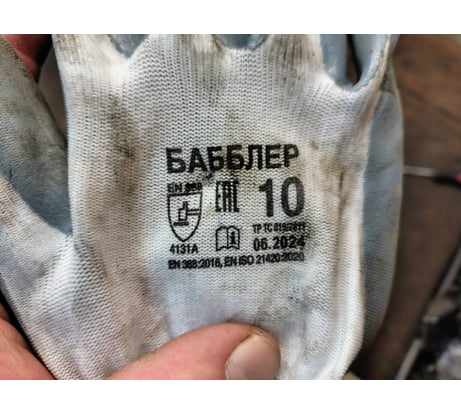 БАББЛЕР
EN 388
EAC 10
4131A
ТР ТС 019/2011
06.2024
EN 388:2016, EN ISO 21420:2020